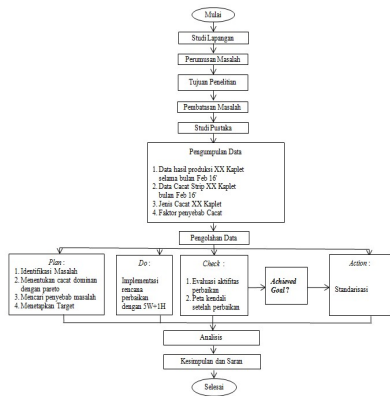 Mulai
Studi Lapangan
Perumusan Masalah
Tujuan Penelitian
Pembatasan Masalah
Studi Pustaka
Pengumpulan Data
1. Data hasil produksi XX Kaplet
selama bulan Feb 16'
2. Data Cacat Strip XX Kaplet
bulan Feb 16'
3. Jenis Cacat XX Kaplet
4. Faktor penyebab Cacat
Pengolahan Data
Plan :
1. Identifikasi Masalah
2. Menentukan cacat dominan
dengan pareto
3. Mencari penyebab masalah
4. Menetapkan Target
Do :
Implementasi
rencana
perbaikan
dengan 5W+1H
Check :
1. Evaluasi aktifitas
perbaikan
2. Peta kendali
setelah perbaikan
Achieved
Goal ?
Action :
Standarisasi
Analisis
Kesimpulan dan Saran
Selesai